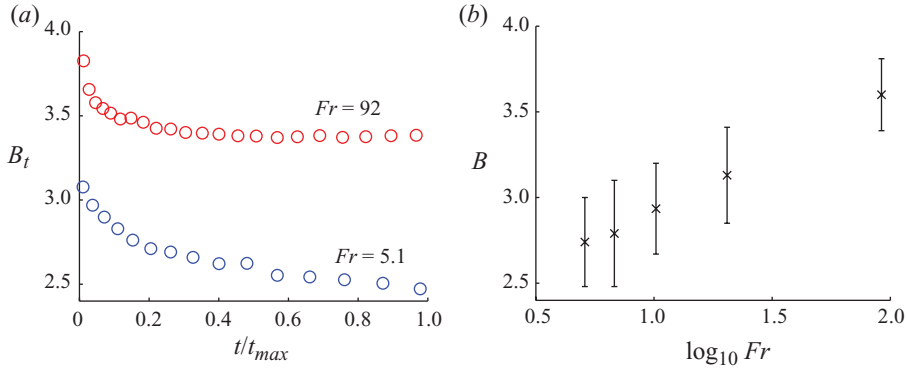 (a)
4.0
3.5
3.0
2.5
B_t
Fr = 92
Fr = 5.1
0 0.2 0.4 0.6 0.8 1.0
t/t_max
(b)
4.0
3.5
3.0
2.5
B
0.5 1.0 1.5 2.0
log₁₀ Fr